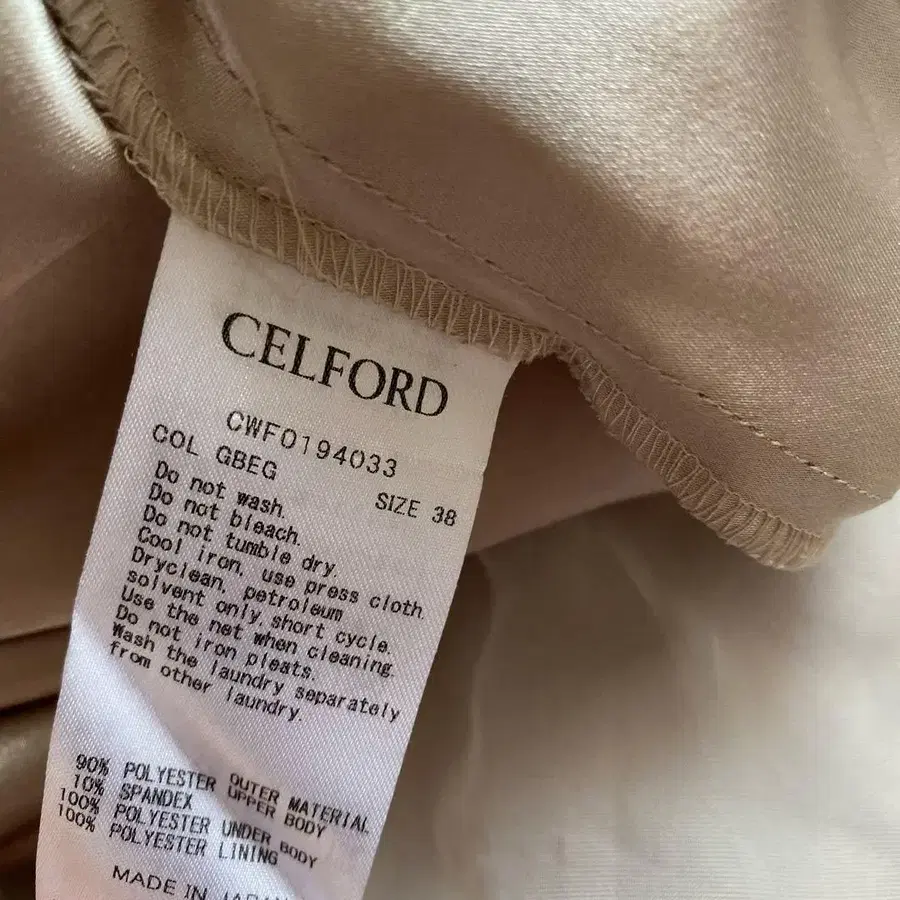 CELFORD
CWF0194033
COL GBEG
SIZE 38
Do not wash.
Do not bleach.
Do not tumble dry.
Cool iron, use press cloth.
Dryclean, petroleum
solvent only, short cycle.
Use the net when cleaning.
Do not iron pleats.
Wash the laundry separately
from other laundry.
90% POLYESTER OUTER MATERIAL
10% SPANDEX UPPER BODY
100% POLYESTER UNDER BODY
100% POLYESTER LINING
MADE IN JAPAN